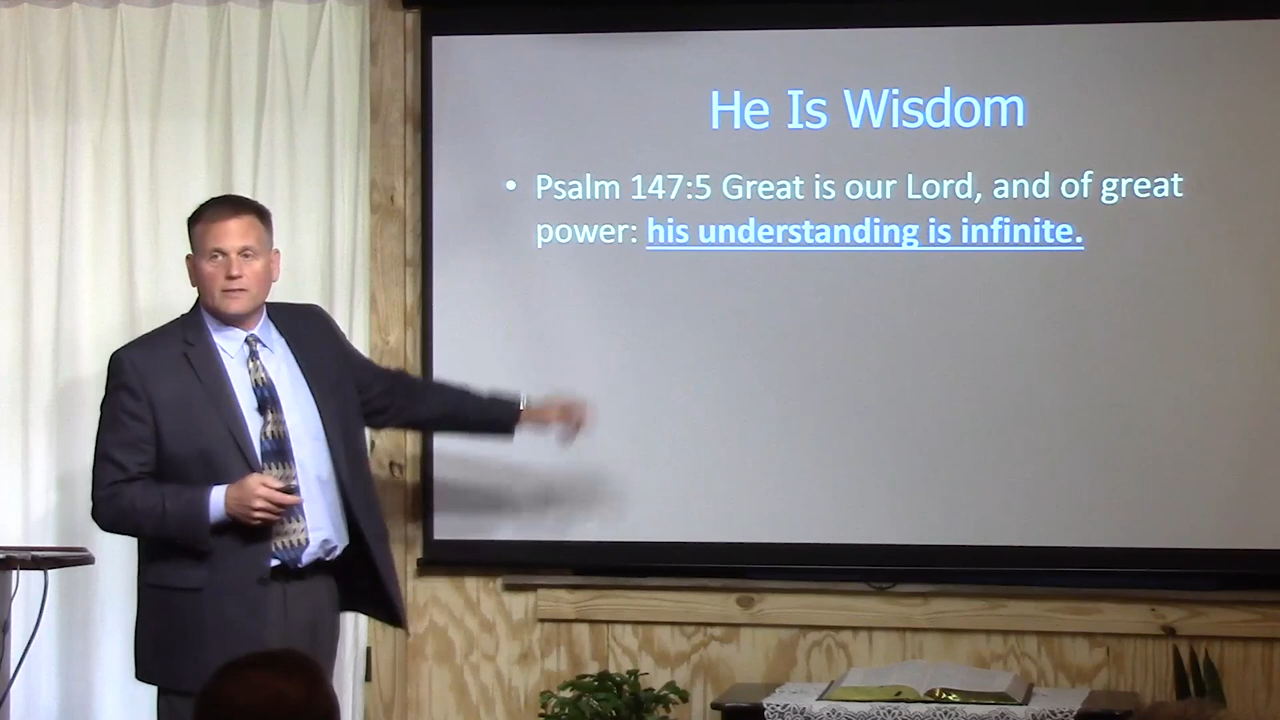 He Is Wisdom
• Psalm 147:5 Great is our Lord, and of great
power: his understanding is infinite.